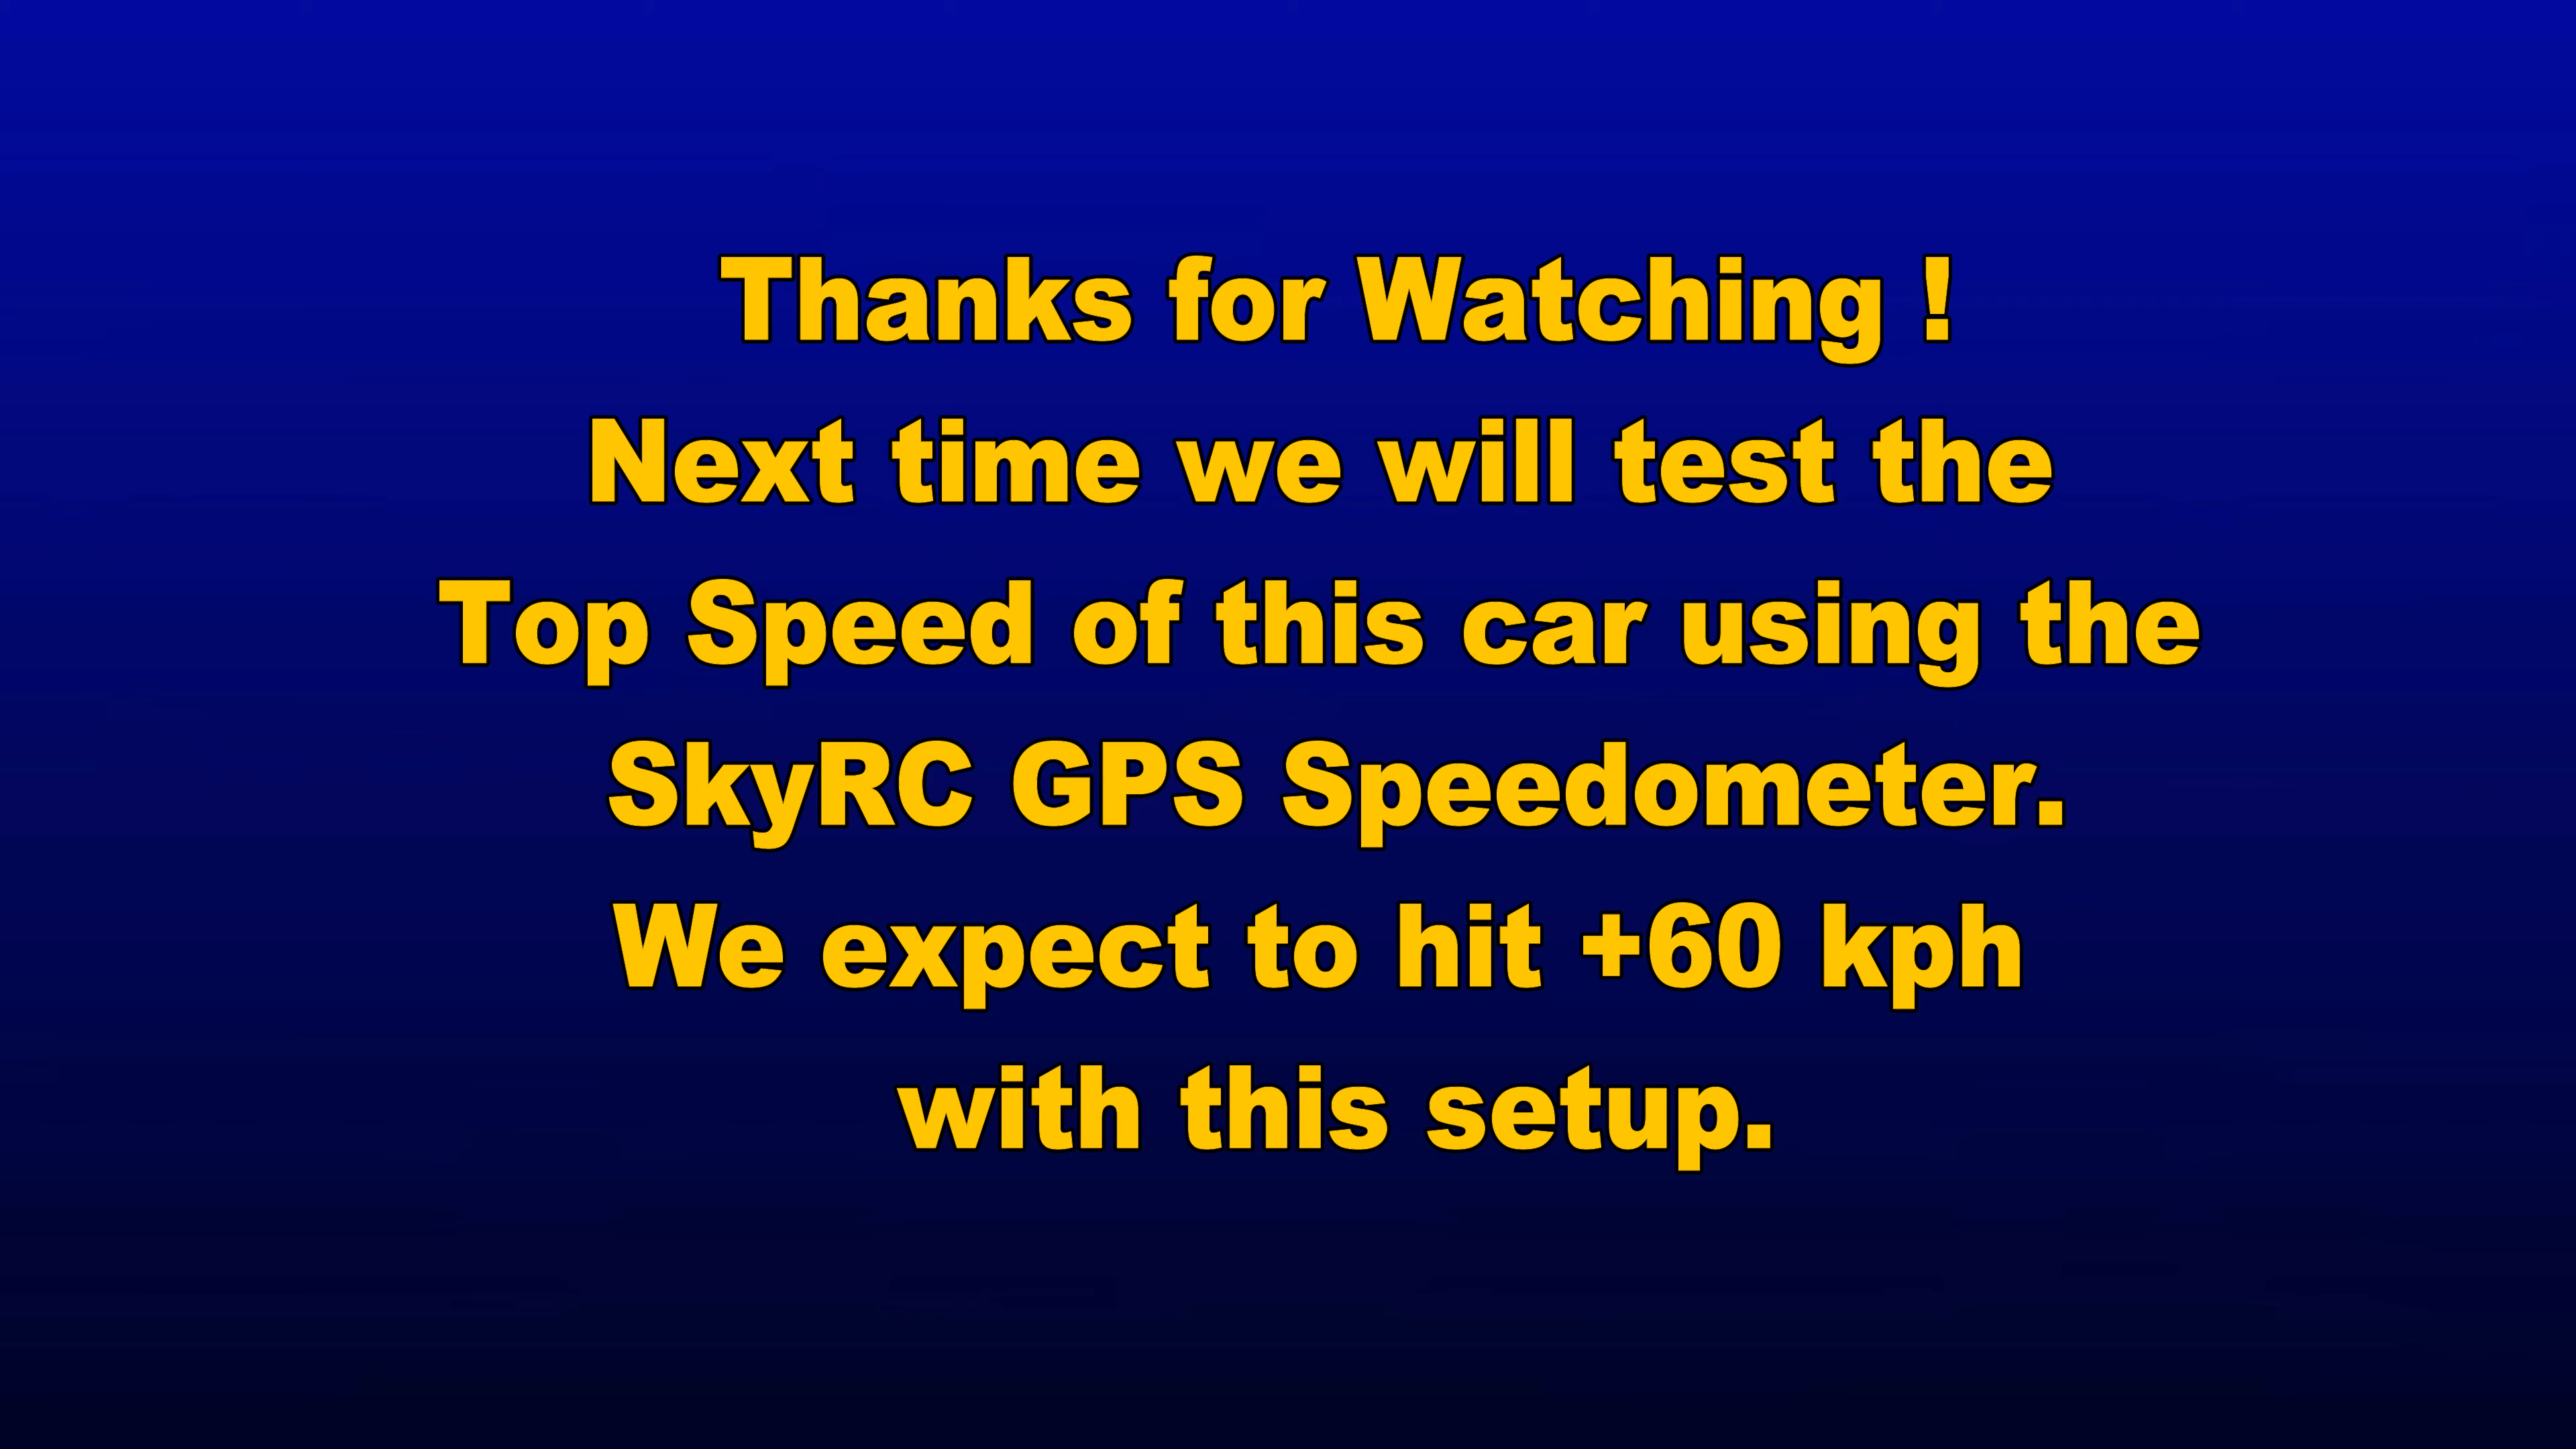 Thanks for Watching !
Next time we will test the
Top Speed of this car using the
SkyRC GPS Speedometer.
We expect to hit +60 kph
with this setup.